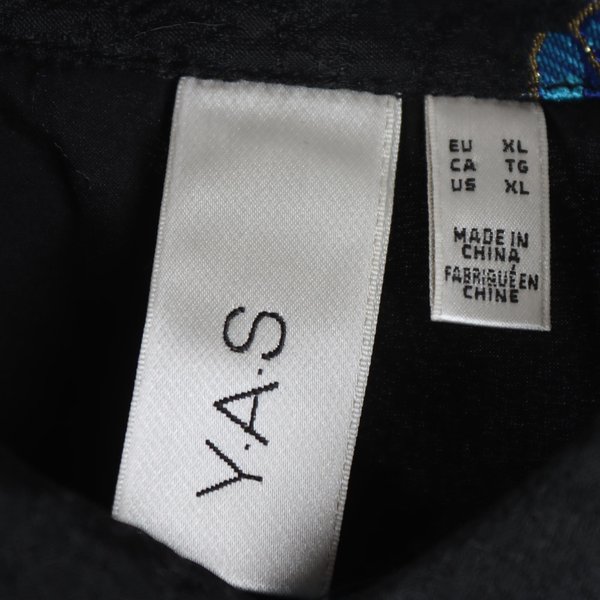 Y·A·S
EU XL
CA TG
US XL
MADE IN
CHINA
FABRIQUÉ EN
CHINE